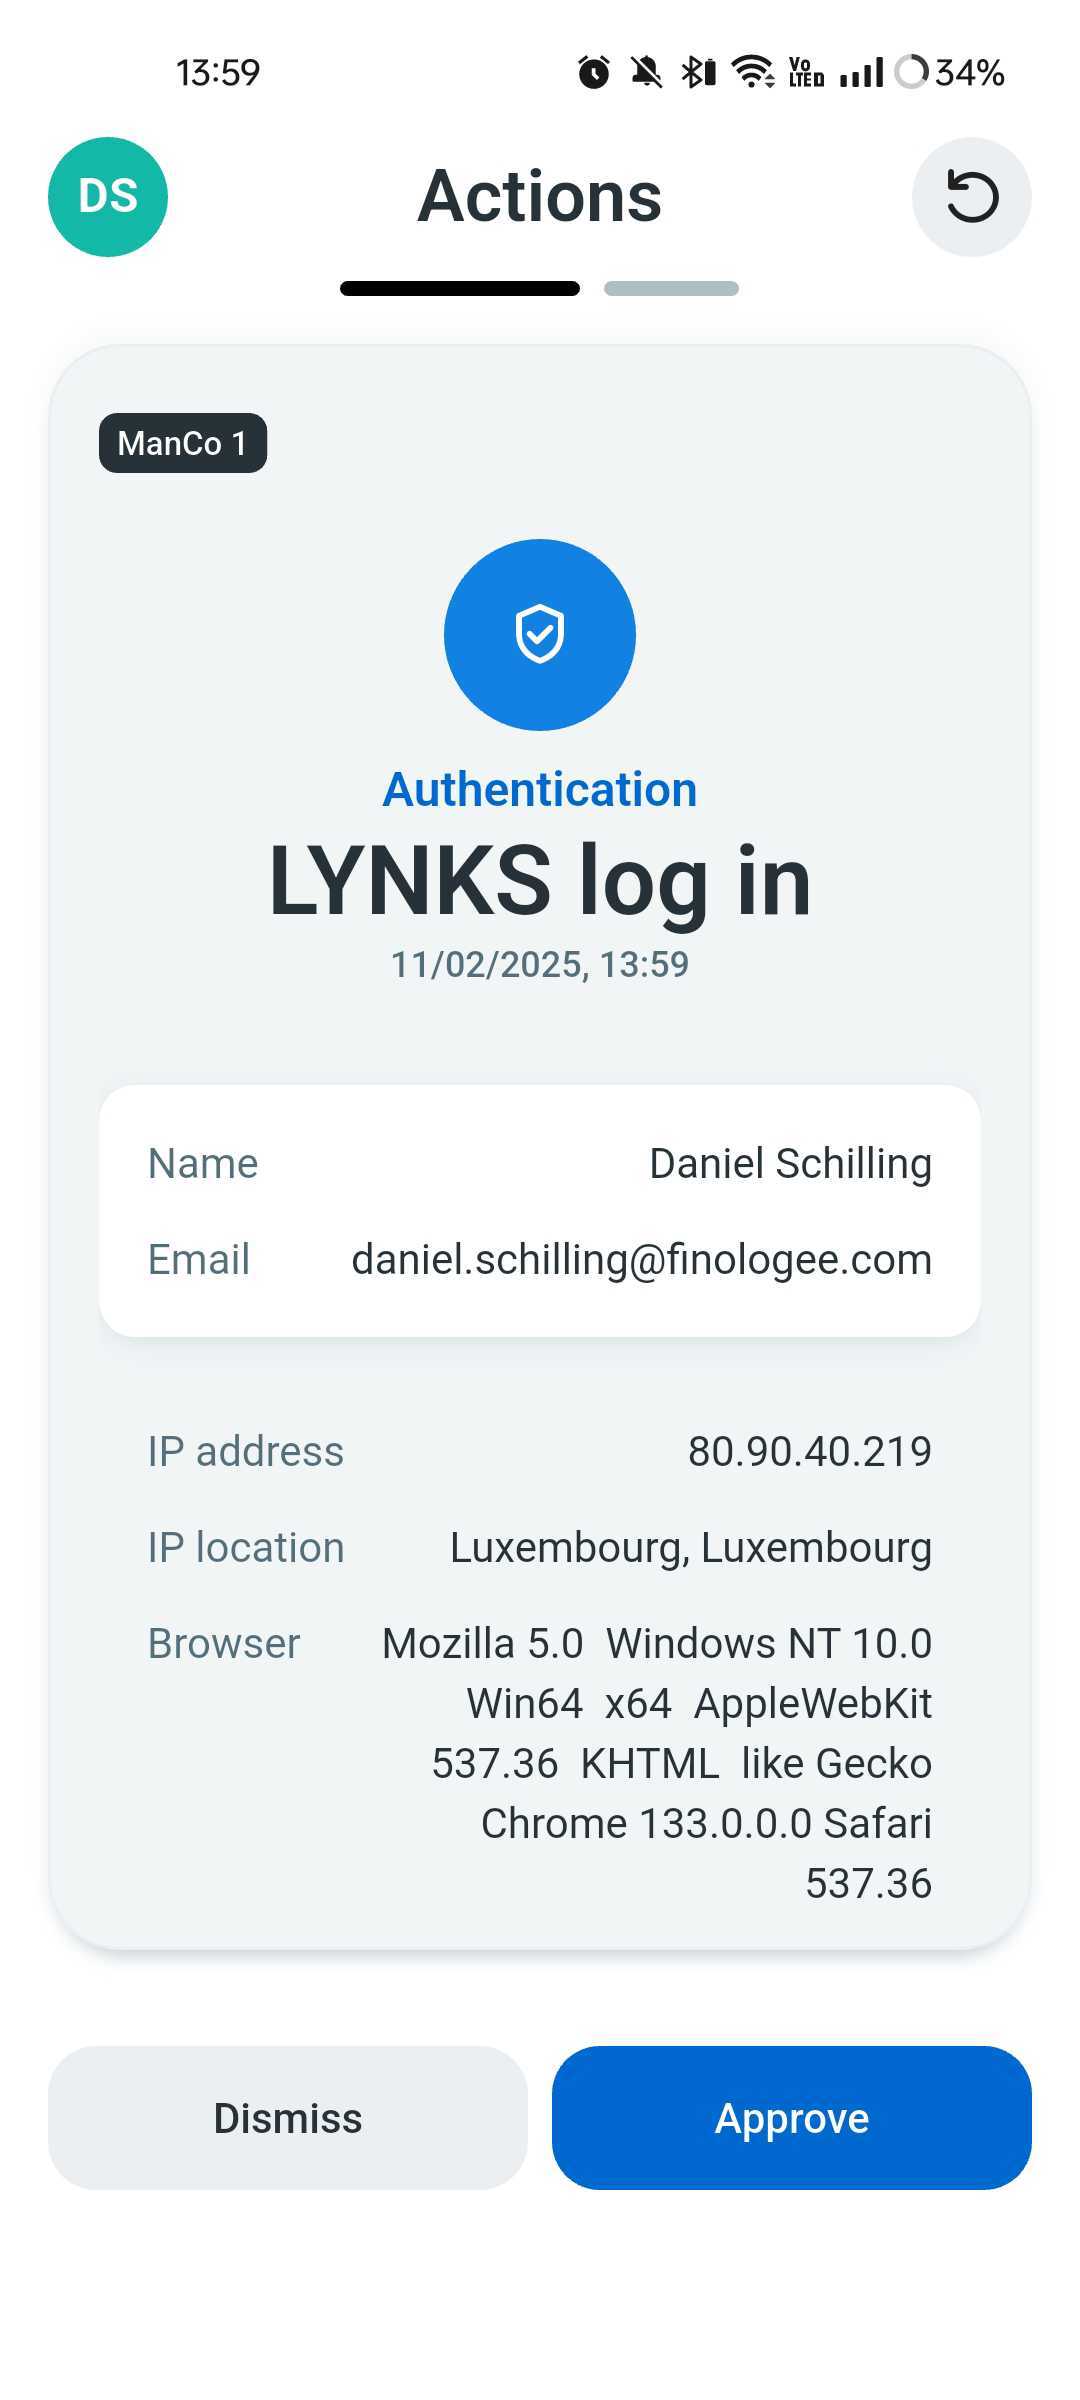 13:59
Vo
LTED
34%
DS
Actions
ManCo 1
Authentication
LYNKS log in
11/02/2025, 13:59
Name Daniel Schilling
Email daniel.schilling@finologee.com
IP address 80.90.40.219
IP location Luxembourg, Luxembourg
Browser Mozilla 5.0  Windows NT 10.0
Win64  x64  AppleWebKit
537.36  KHTML  like Gecko
Chrome 133.0.0.0 Safari
537.36
Dismiss Approve